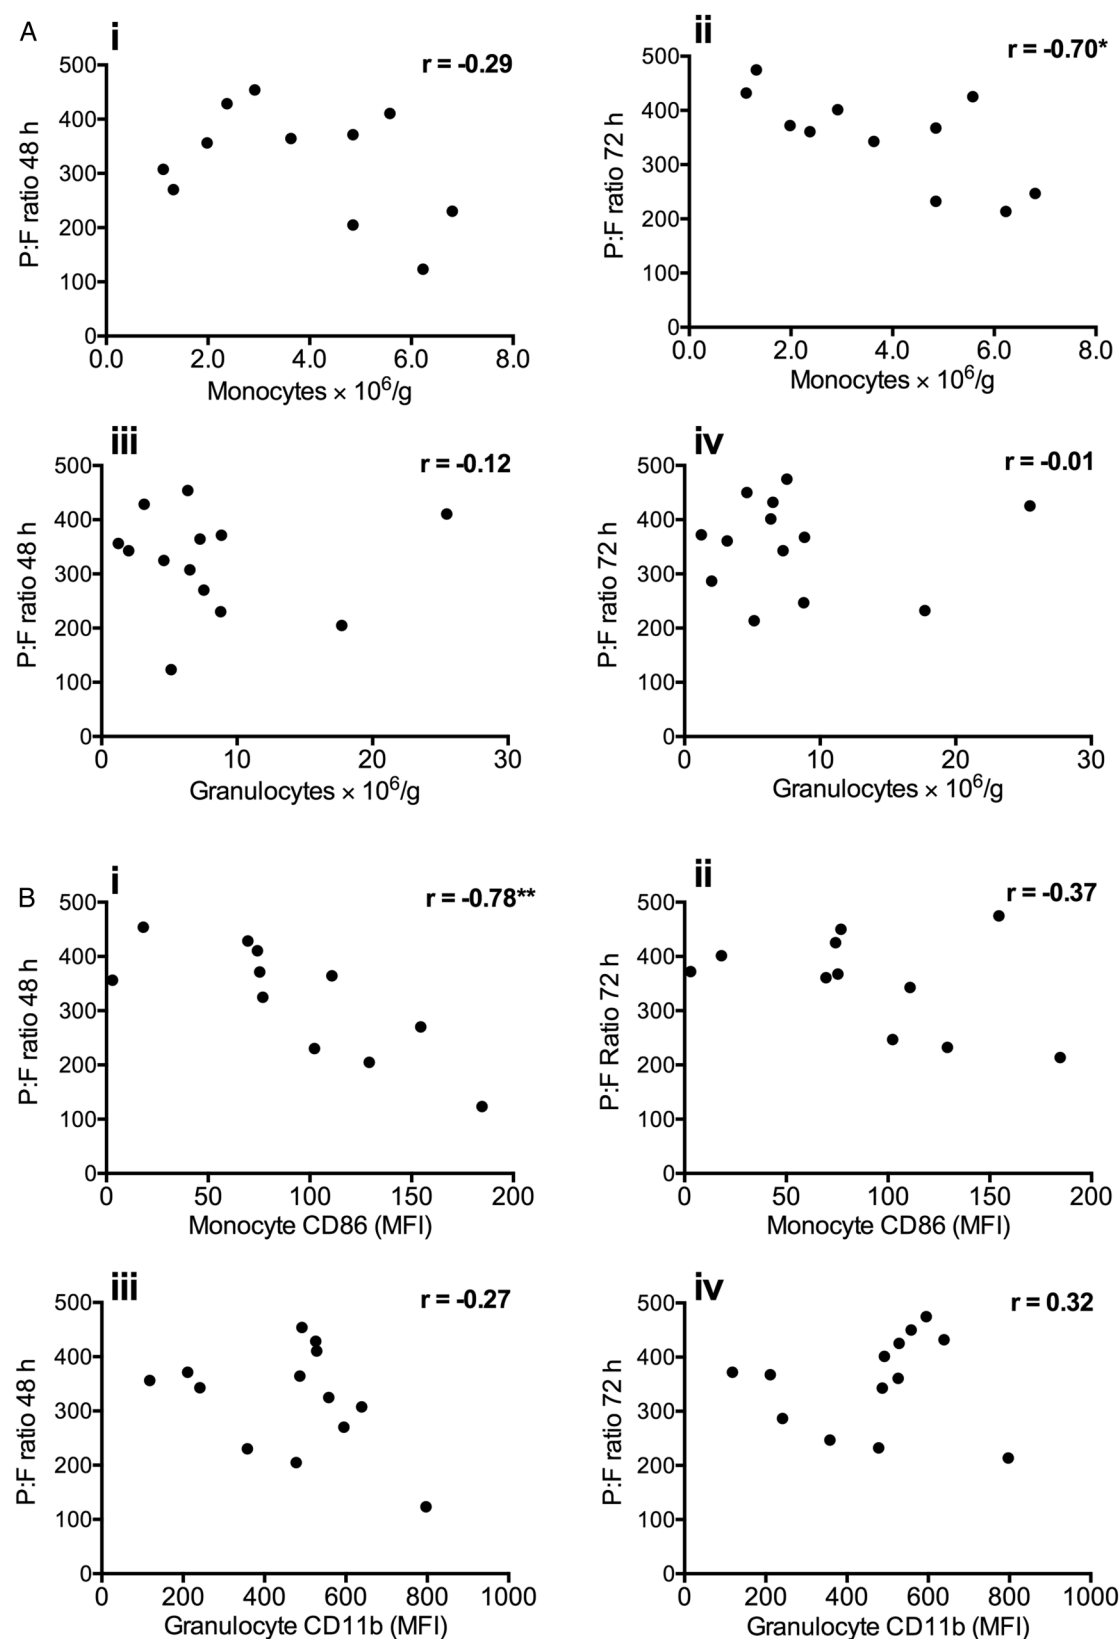 A
i
r = -0.29
P:F ratio 48 h
500
400
300
200
100
0
0.0 2.0 4.0 6.0 8.0
Monocytes × 10⁶/g
ii
r = -0.70*
P:F ratio 72 h
500
400
300
200
100
0
0.0 2.0 4.0 6.0 8.0
Monocytes × 10⁶/g
iii
r = -0.12
P:F ratio 48 h
500
400
300
200
100
0
0 10 20 30
Granulocytes × 10⁶/g
iv
r = -0.01
P:F ratio 72 h
500
400
300
200
100
0
0 10 20 30
Granulocytes × 10⁶/g
B
i
r = -0.78**
P:F ratio 48 h
500
400
300
200
100
0
0 50 100 150 200
Monocyte CD86 (MFI)
ii
r = -0.37
P:F Ratio 72 h
500
400
300
200
100
0
0 50 100 150 200
Monocyte CD86 (MFI)
iii
r = -0.27
P:F ratio 48 h
500
400
300
200
100
0
0 200 400 600 800 1000
Granulocyte CD11b (MFI)
iv
r = 0.32
P:F ratio 72 h
500
400
300
200
100
0
0 200 400 600 800 1000
Granulocyte CD11b (MFI)